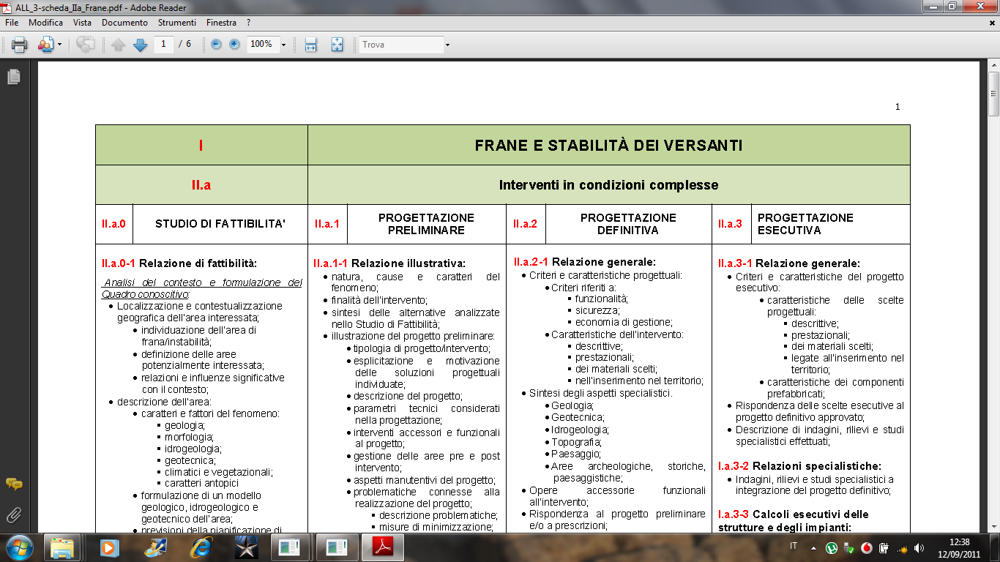 ALL_3-scheda_IIa_Frane.pdf - Adobe Reader
File Modifica Vista Documento Strumenti Finestra ?
1 / 6 100% Trova
1
I FRANE E STABILITÀ DEI VERSANTI
II.a Interventi in condizioni complesse
II.a.0 STUDIO DI FATTIBILITA'
II.a.1 PROGETTAZIONE
PRELIMINARE
II.a.2 PROGETTAZIONE
DEFINITIVA
II.a.3 PROGETTAZIONE
ESECUTIVA
II.a.0-1 Relazione di fattibilità:
Analisi del contesto e formulazione del
Quadro conoscitivo:
• Localizzazione e contestualizzazione
geografica dell'area interessata;
• individuazione dell'area di
frana/instabilità;
• definizione delle aree
potenzialmente interessata;
• relazioni e influenze significative
con il contesto;
• descrizione dell'area:
• caratteri e fattori del fenomeno:
▪ geologia;
▪ morfologia;
▪ idrogeologia;
▪ geotecnica;
▪ climatici e vegetazionali;
▪ caratteri antopici
• formulazione di un modello
geologico, idrogeologico e
geotecnico dell'area;
• previsioni della pianificazione di
II.a.1-1 Relazione illustrativa:
• natura, cause e caratteri del
fenomeno;
• finalità dell'intervento;
• sintesi delle alternative analizzate
nello Studio di Fattibilità;
• illustrazione del progetto preliminare:
• tipologia di progetto/intervento;
• esplicitazione e motivazione
delle soluzioni progettuali
individuate;
• descrizione del progetto;
• parametri tecnici considerati
nella progettazione;
• interventi accessori e funzionali
al progetto;
• gestione delle aree pre e post
intervento;
• aspetti manutentivi del progetto;
• problematiche connesse alla
realizzazione del progetto;
▪ descrizione problematiche;
▪ misure di minimizzazione;
II.a.2-1 Relazione generale:
• Criteri e caratteristiche progettuali:
• Criteri riferiti a:
▪ funzionalità;
▪ sicurezza;
▪ economia di gestione;
• Caratteristiche dell'intervento:
▪ descrittive;
▪ prestazionali;
▪ dei materiali scelti;
▪ nell'inserimento nel territorio;
• Sintesi degli aspetti specialistici.
• Geologia;
• Geotecnica;
• Idrogeologia;
• Topografia;
• Paesaggio;
• Aree archeologiche, storiche,
paesaggistiche;
• Opere accessorie funzionali
all'intervento;
• Rispondenza al progetto preliminare
e/o a prescrizioni;
II.a.3-1 Relazione generale:
• Criteri e caratteristiche del progetto
esecutivo:
• caratteristiche delle scelte
progettuali:
▪ descrittive;
▪ prestazionali;
▪ dei materiali scelti;
▪ legate all'inserimento nel
territorio;
• caratteristiche dei componenti
prefabbricati;
• Rispondenza delle scelte esecutive al
progetto definitivo approvato;
• Descrizione di indagini, rilievi e studi
specialistici effettuati;
I.a.3-2 Relazioni specialistiche:
• Indagini, rilievi e studi specialistici a
integrazione del progetto definitivo;
I.a.3-3 Calcoli esecutivi delle
strutture e degli impianti:
IT 12:38
12/09/2011